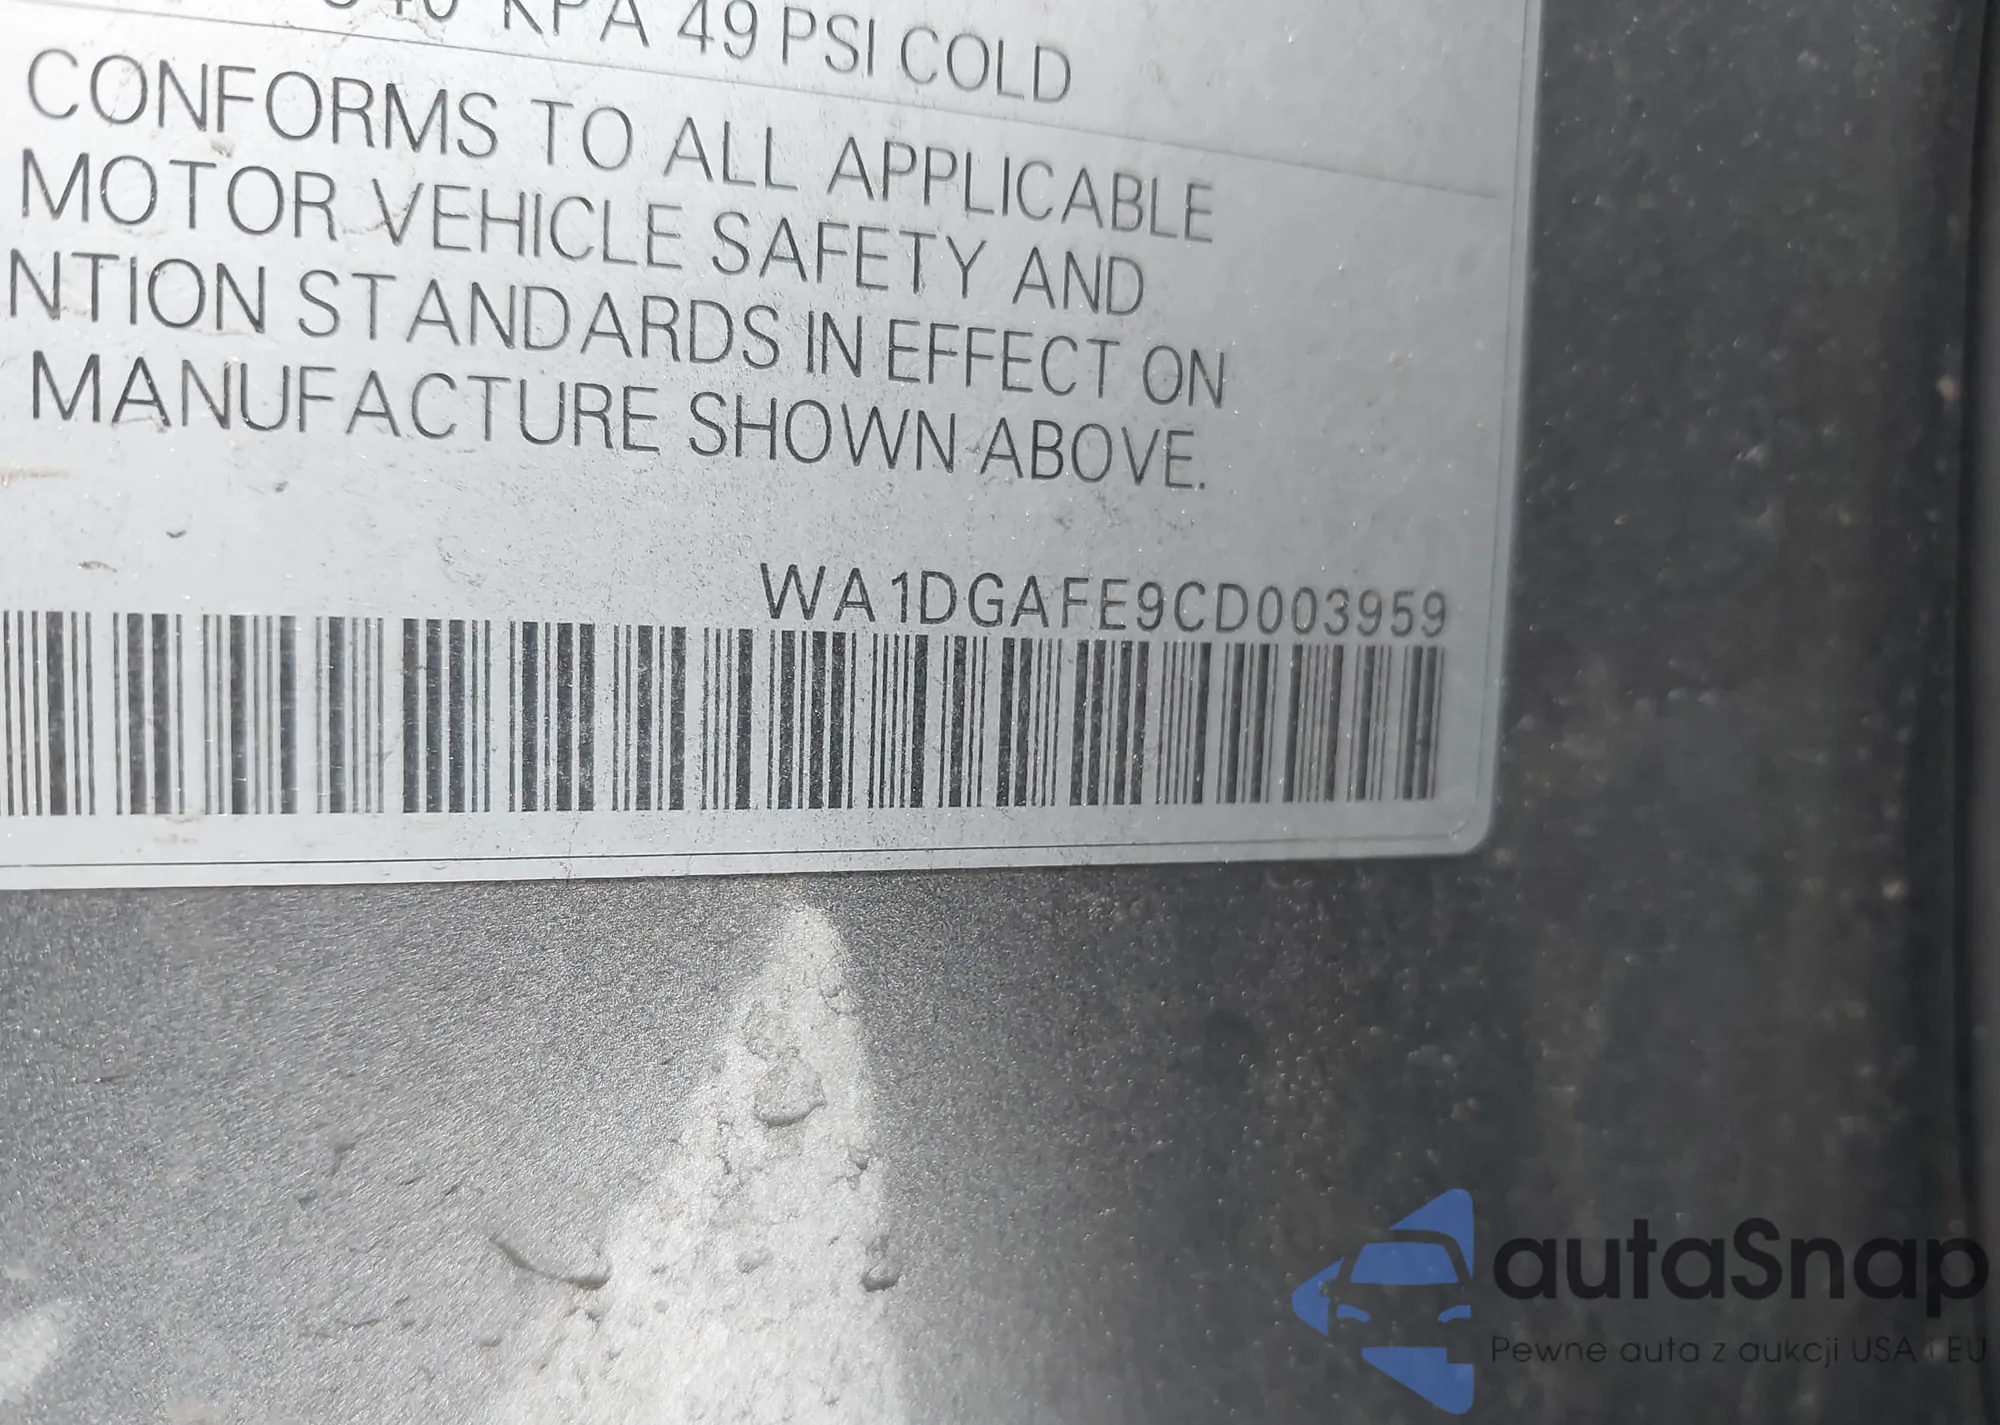 KPA 49 PSI COLD
CONFORMS TO ALL APPLICABLE
MOTOR VEHICLE SAFETY AND
NTION STANDARDS IN EFFECT ON
MANUFACTURE SHOWN ABOVE.
WA1DGAFE9CD003959
autaSnap
Pewne auta z aukcji USA i EU